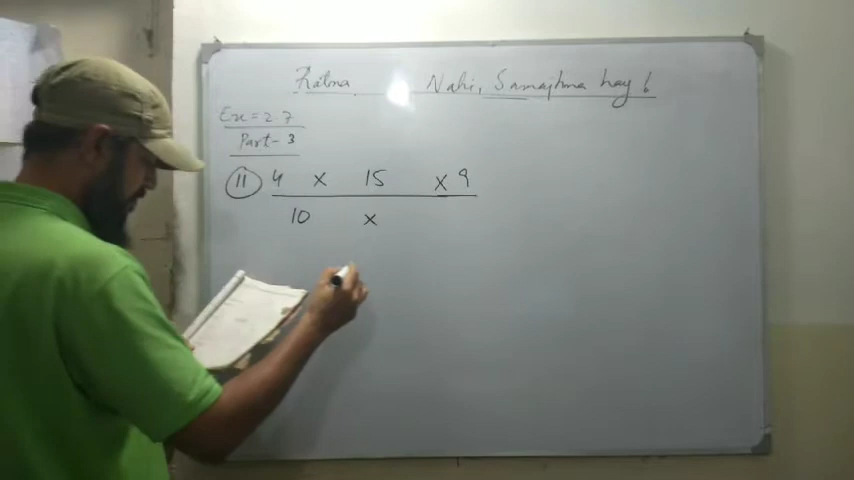 Ratna Nahi, Samajhna hay !
Ex = 2.7
Part - 3
11 4 x 15 x 9
10 x